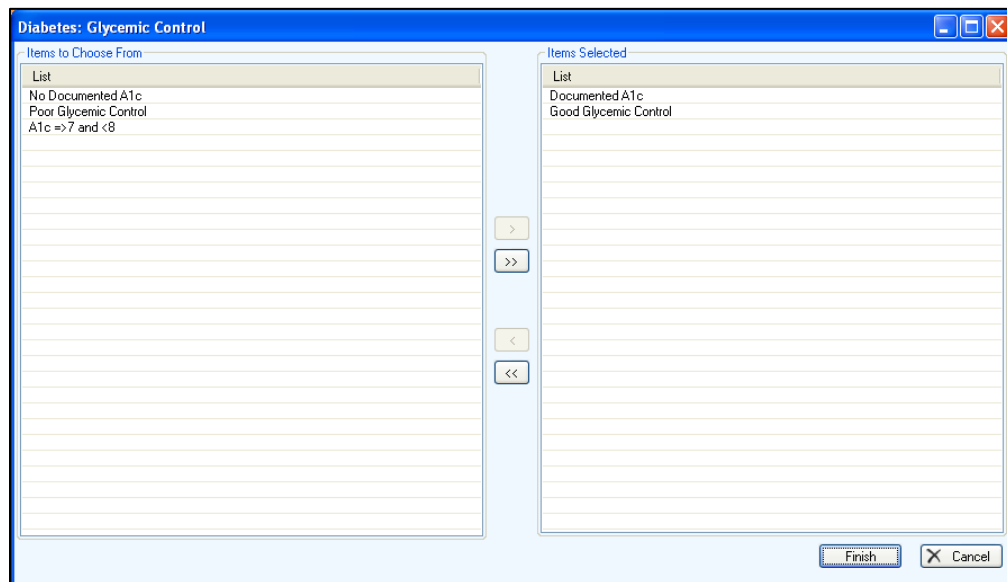 Diabetes: Glycemic Control
Items to Choose From
List
No Documented A1c
Poor Glycemic Control
A1c =>7 and <8
>
>>
<
<<
Items Selected
List
Documented A1c
Good Glycemic Control
Finish
Cancel